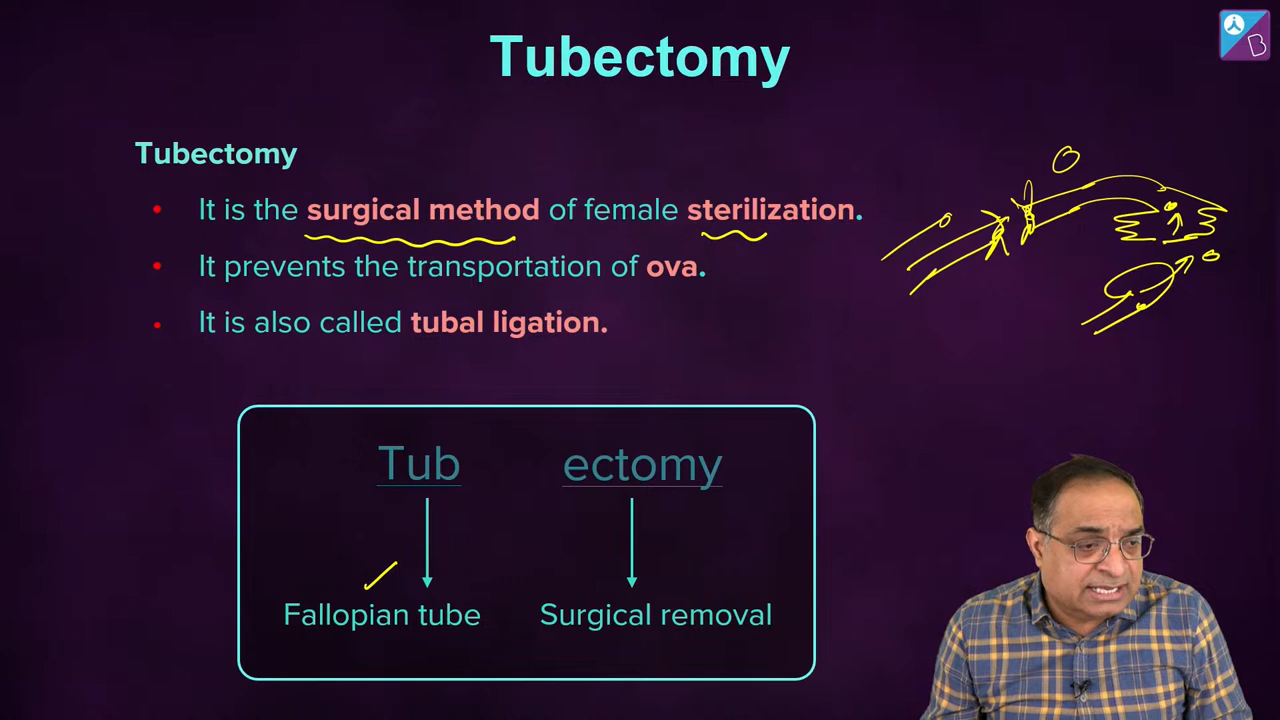 Tubectomy
Tubectomy
• It is the surgical method of female sterilization.
• It prevents the transportation of ova.
• It is also called tubal ligation.
Tub ectomy
Fallopian tube Surgical removal
B